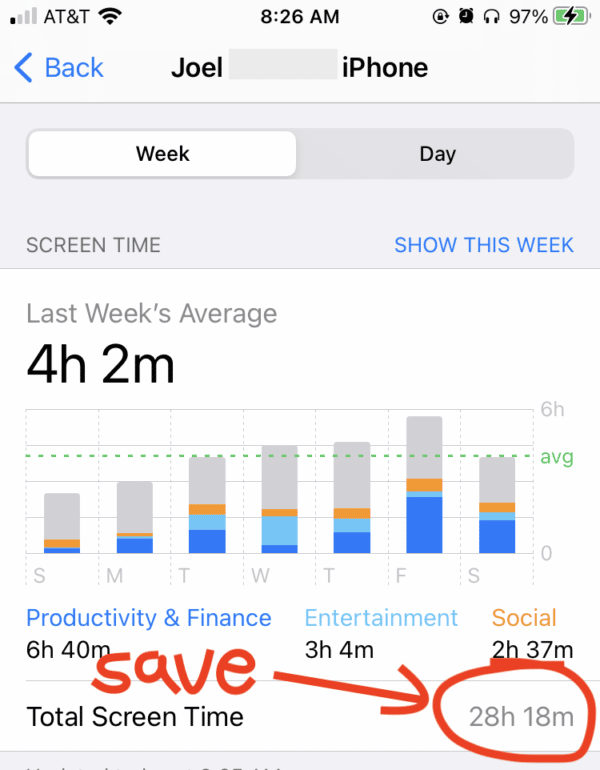 AT&T 8:26 AM 97%
Back Joel iPhone
Week Day
SCREEN TIME SHOW THIS WEEK
Last Week's Average
4h 2m
6h
avg
0
S M T W T F S
Productivity & Finance Entertainment Social
6h 40m 3h 4m 2h 37m
save
Total Screen Time 28h 18m